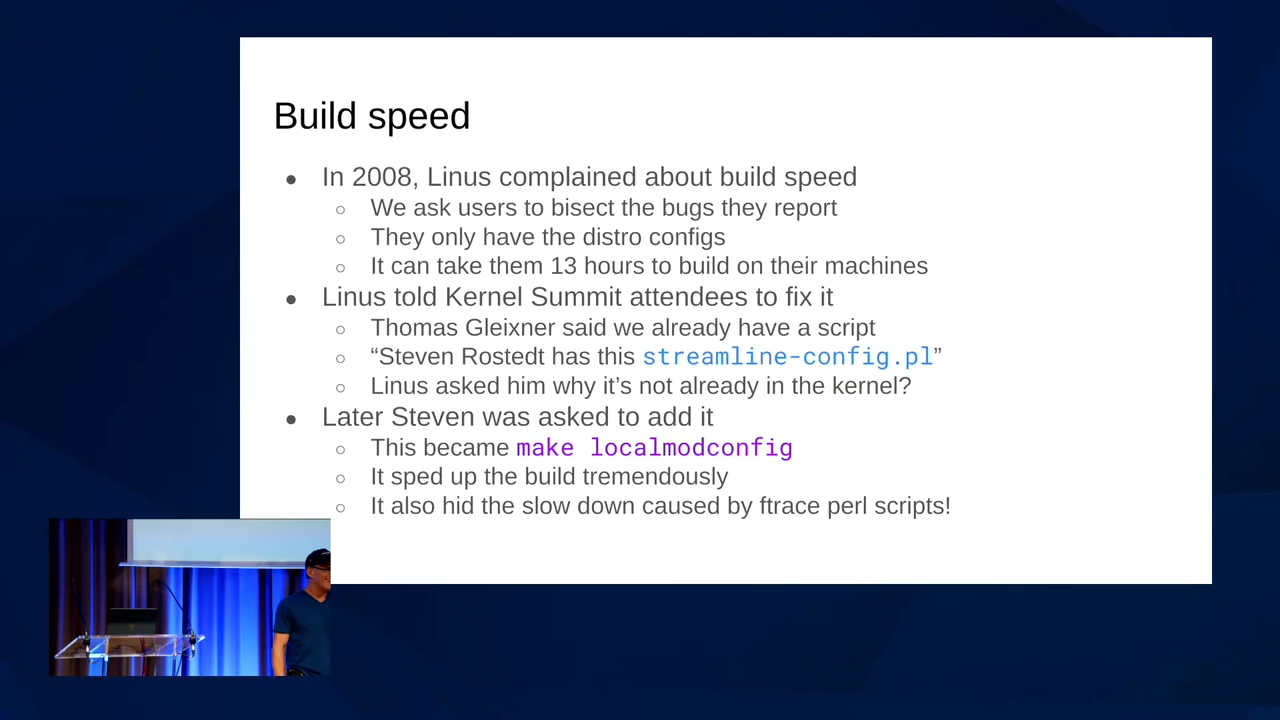 Build speed
● In 2008, Linus complained about build speed
○ We ask users to bisect the bugs they report
○ They only have the distro configs
○ It can take them 13 hours to build on their machines
● Linus told Kernel Summit attendees to fix it
○ Thomas Gleixner said we already have a script
○ “Steven Rostedt has this streamline-config.pl”
○ Linus asked him why it’s not already in the kernel?
● Later Steven was asked to add it
○ This became make localmodconfig
○ It sped up the build tremendously
○ It also hid the slow down caused by ftrace perl scripts!